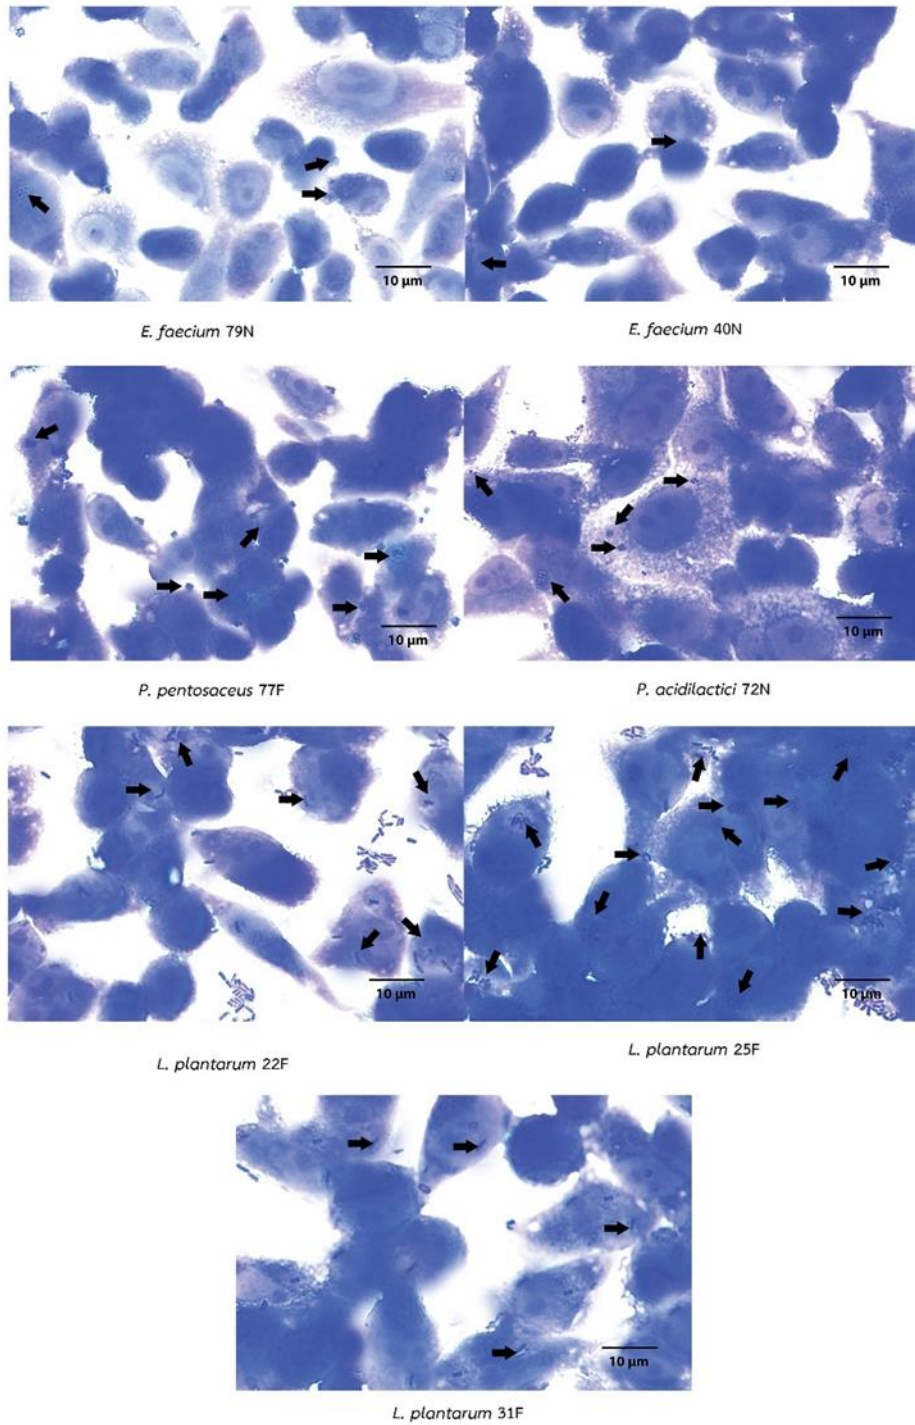 10 µm
10 µm
E. faecium 79N
E. faecium 40N
10 µm
10 µm
P. pentosaceus 77F
P. acidilactici 72N
10 µm
10 µm
L. plantarum 22F
L. plantarum 25F
10 µm
L. plantarum 31F